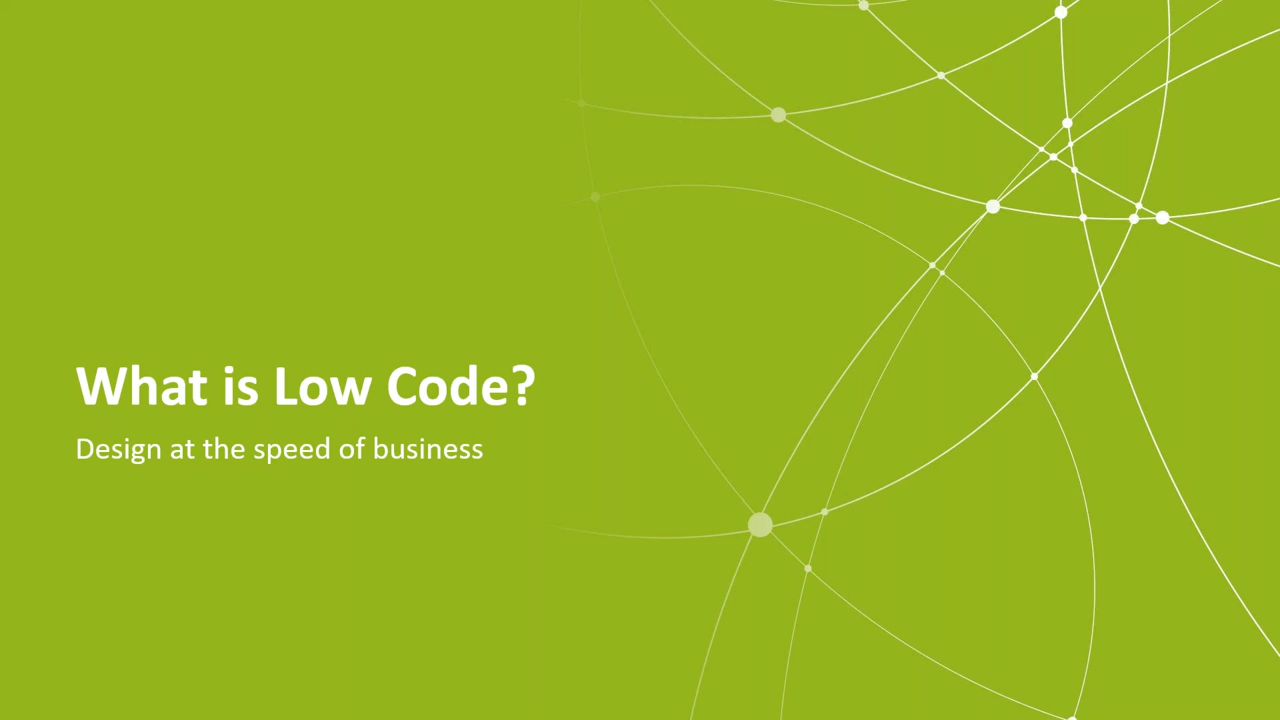 What is Low Code?
Design at the speed of business